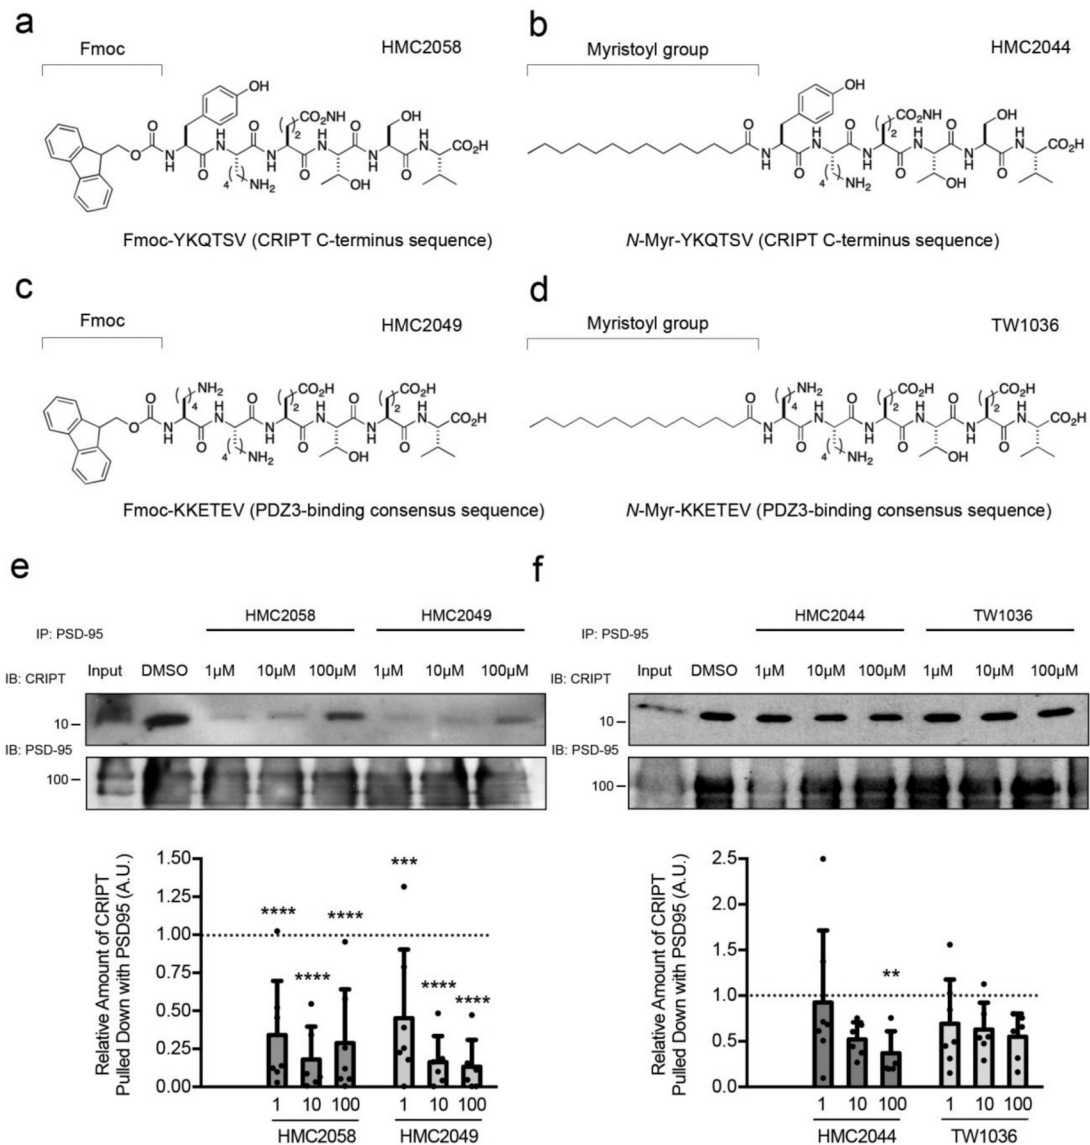 a
Fmoc
HMC2058
OH
(  )2 CO2NH
OH
O
O
N
H
O
H
N
O
N
H
O
H
N
O
N
H
O
H
N
CO2H
( )4 NH2
OH
Fmoc-YKQTSV (CRIPT C-terminus sequence)
b
Myristoyl group
HMC2044
OH
(  )2 CO2NH
OH
O
N
H
O
H
N
O
N
H
O
H
N
O
N
H
O
H
N
CO2H
( )4 NH2
OH
N-Myr-YKQTSV (CRIPT C-terminus sequence)
c
Fmoc
HMC2049
( )4 NH2
( )2 CO2H
( )2 CO2H
O
O
N
H
O
H
N
O
N
H
O
H
N
O
N
H
O
H
N
CO2H
( )4 NH2
OH
Fmoc-KKETEV (PDZ3-binding consensus sequence)
d
Myristoyl group
TW1036
( )4 NH2
( )2 CO2H
( )2 CO2H
O
N
H
O
H
N
O
N
H
O
H
N
O
N
H
O
H
N
CO2H
( )4 NH2
OH
N-Myr-KKETEV (PDZ3-binding consensus sequence)
e
HMC2058 HMC2049
IP: PSD-95
Input DMSO 1µM 10µM 100µM 1µM 10µM 100µM
IB: CRIPT
10
IB: PSD-95
100
Relative Amount of CRIPT
Pulled Down with PSD95 (A.U.)
1.50
1.25
1.00
0.75
0.50
0.25
0.00
**** **** **** *** **** ****
1 10 100 1 10 100
HMC2058 HMC2049
f
HMC2044 TW1036
IP: PSD-95
Input DMSO 1µM 10µM 100µM 1µM 10µM 100µM
IB: CRIPT
10
IB: PSD-95
100
Relative Amount of CRIPT
Pulled Down with PSD95 (A.U.)
2.5
2.0
1.5
1.0
0.5
0.0
**
1 10 100 1 10 100
HMC2044 TW1036